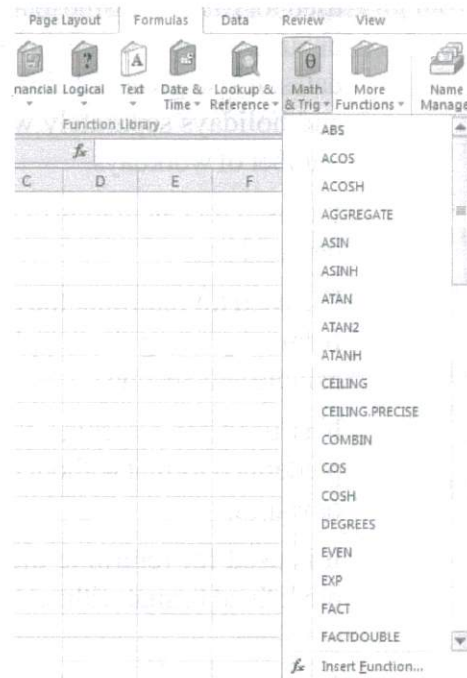 Page Layout Formulas Data Review View
nancial Logical Text Date & Lookup & Math More Name
Time Reference & Trig Functions Manage
Function Library
fx
C D E F
ABS
ACOS
ACOSH
AGGREGATE
ASIN
ASINH
ATAN
ATAN2
ATANH
CEILING
CEILING.PRECISE
COMBIN
COS
COSH
DEGREES
EVEN
EXP
FACT
FACTDOUBLE
fx Insert Function...